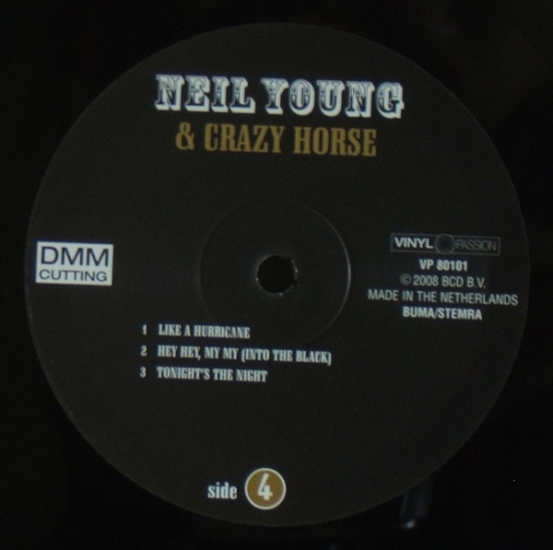 NEIL YOUNG
& CRAZY HORSE
DMM
CUTTING
VINYL PASSION
VP 80101
© 2008 BCD B.V.
MADE IN THE NETHERLANDS
BUMA/STEMRA
1 LIKE A HURRICANE
2 HEY HEY, MY MY (INTO THE BLACK)
3 TONIGHT'S THE NIGHT
side 4